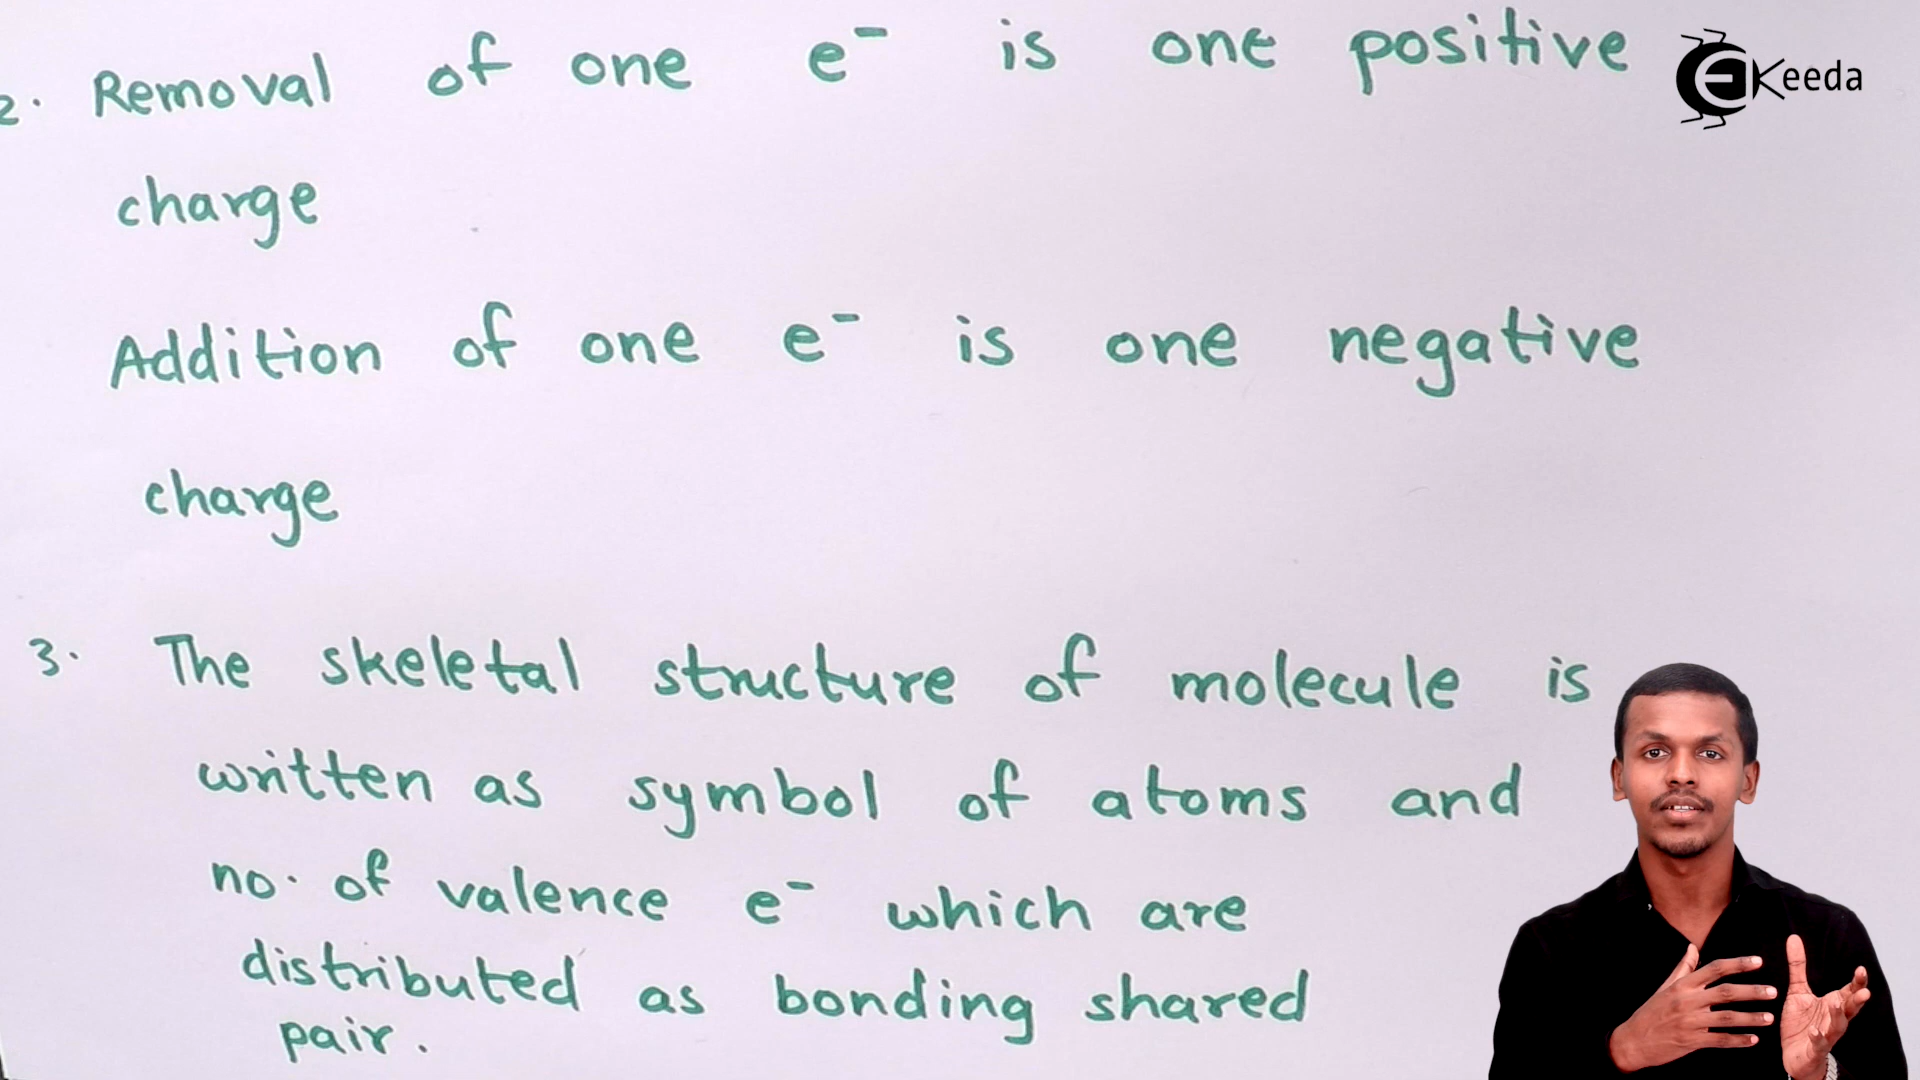 2. Removal of one e⁻ is one positive
charge
Addition of one e⁻ is one negative
charge
3. The skeletal structure of molecule is
written as symbol of atoms and
no. of valence e⁻ which are
distributed as bonding shared
pair.
eKeeda